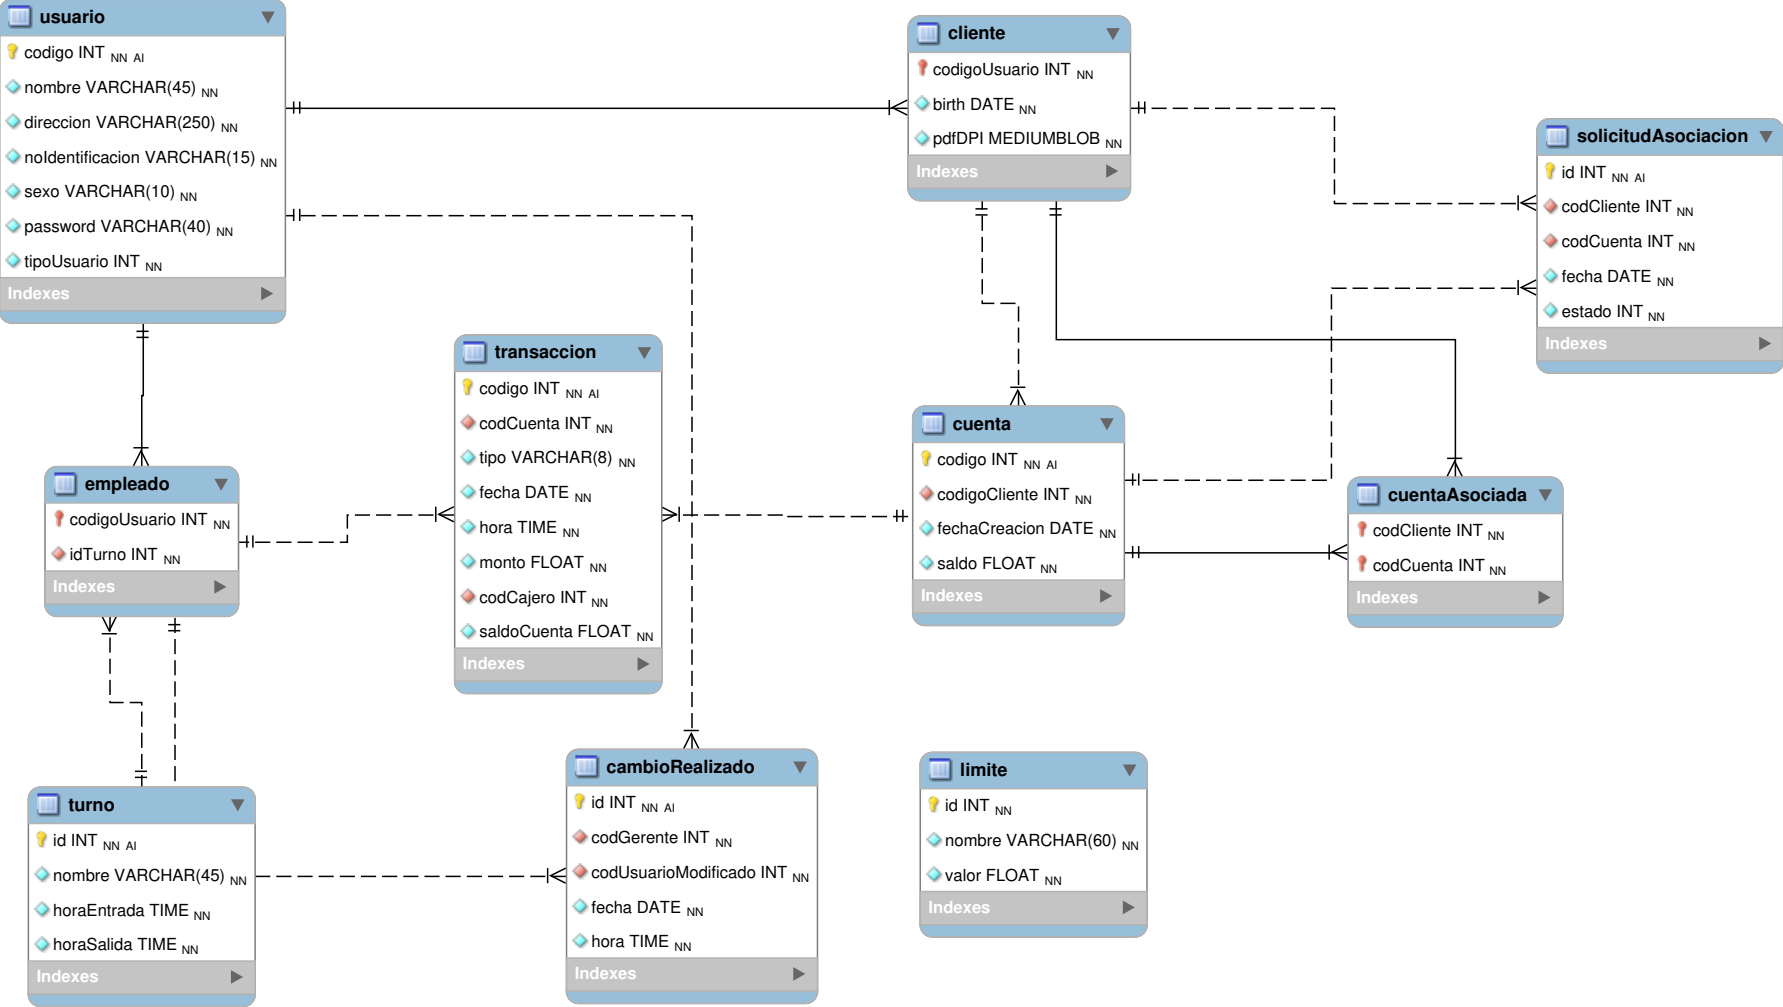 usuario
codigo INT NN AI
nombre VARCHAR(45) NN
direccion VARCHAR(250) NN
noIdentificacion VARCHAR(15) NN
sexo VARCHAR(10) NN
password VARCHAR(40) NN
tipoUsuario INT NN
Indexes
cliente
codigoUsuario INT NN
birth DATE NN
pdfDPI MEDIUMBLOB NN
Indexes
solicitudAsociacion
id INT NN AI
codCliente INT NN
codCuenta INT NN
fecha DATE NN
estado INT NN
Indexes
transaccion
codigo INT NN AI
codCuenta INT NN
tipo VARCHAR(8) NN
fecha DATE NN
hora TIME NN
monto FLOAT NN
codCajero INT NN
saldoCuenta FLOAT NN
Indexes
cuenta
codigo INT NN AI
codigoCliente INT NN
fechaCreacion DATE NN
saldo FLOAT NN
Indexes
cuentaAsociada
codCliente INT NN
codCuenta INT NN
Indexes
empleado
codigoUsuario INT NN
idTurno INT NN
Indexes
turno
id INT NN AI
nombre VARCHAR(45) NN
horaEntrada TIME NN
horaSalida TIME NN
Indexes
cambioRealizado
id INT NN AI
codGerente INT NN
codUsuarioModificado INT NN
fecha DATE NN
hora TIME NN
Indexes
limite
id INT NN
nombre VARCHAR(60) NN
valor FLOAT NN
Indexes